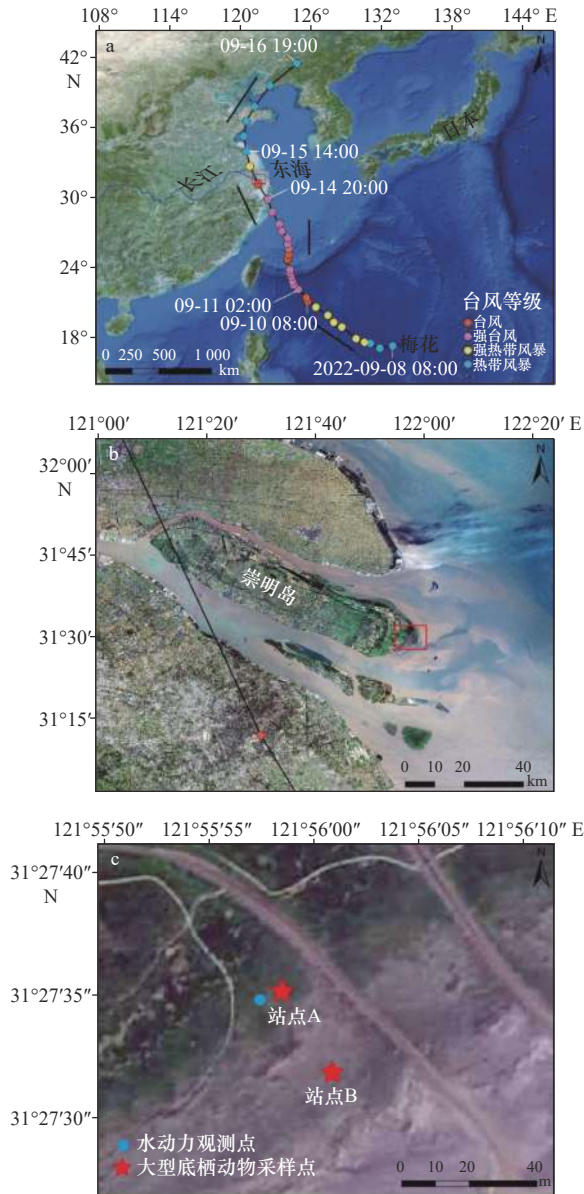 108° 114° 120° 126° 132° 138° 144° E
42°
N
36°
30°
24°
18°
a
N
09-16 19:00
09-15 14:00
长江
东海
日本
09-14 20:00
09-11 02:00
09-10 08:00
梅花
2022-09-08 08:00
台风等级
台风
强台风
强热带风暴
热带风暴
0 250 500 1 000
km
121°00′ 121°20′ 121°40′ 122°00′ 122°20′ E
32°00′
N
31°45′
31°30′
31°15′
b
N
崇明岛
0 10 20 40
km
121°55′50″ 121°55′55″ 121°56′00″ 121°56′05″ 121°56′10″ E
31°27′40″
N
31°27′35″
31°27′30″
c
N
站点A
站点B
水动力观测点
大型底栖动物采样点
0 10 20 40
m